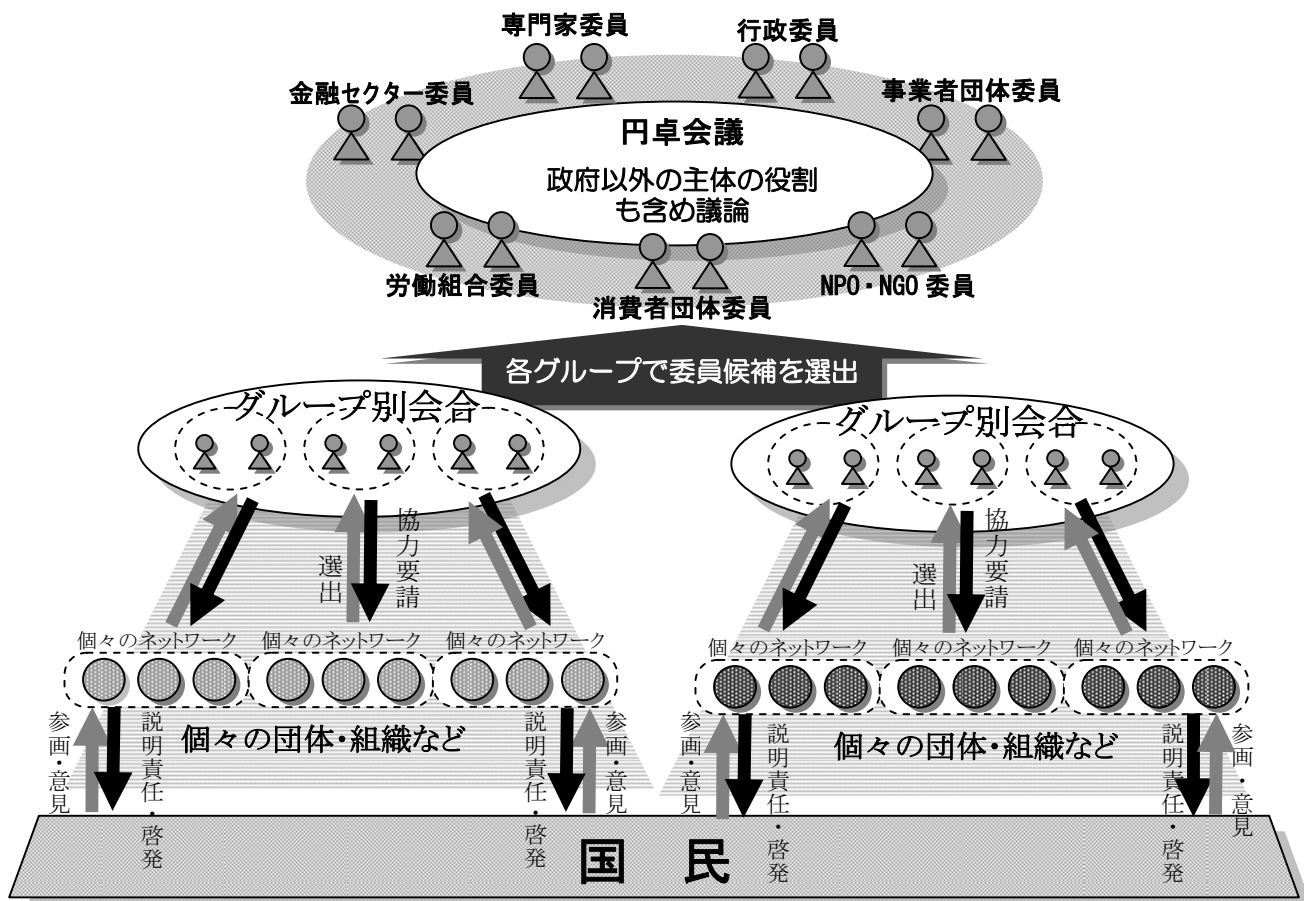 専門家委員
行政委員
金融セクター委員
事業者団体委員
円卓会議
政府以外の主体の役割
も含め議論
労働組合委員
消費者団体委員
NPO・NGO 委員
各グループで委員候補を選出
グループ別会合
グループ別会合
選出
協力要請
選出
協力要請
個々のネットワーク
個々のネットワーク
個々のネットワーク
個々のネットワーク
個々のネットワーク
個々のネットワーク
参画・意見
説明責任・啓発
個々の団体・組織など
説明責任・啓発
参画・意見
参画・意見
説明責任・啓発
個々の団体・組織など
説明責任・啓発
参画・意見
国 民